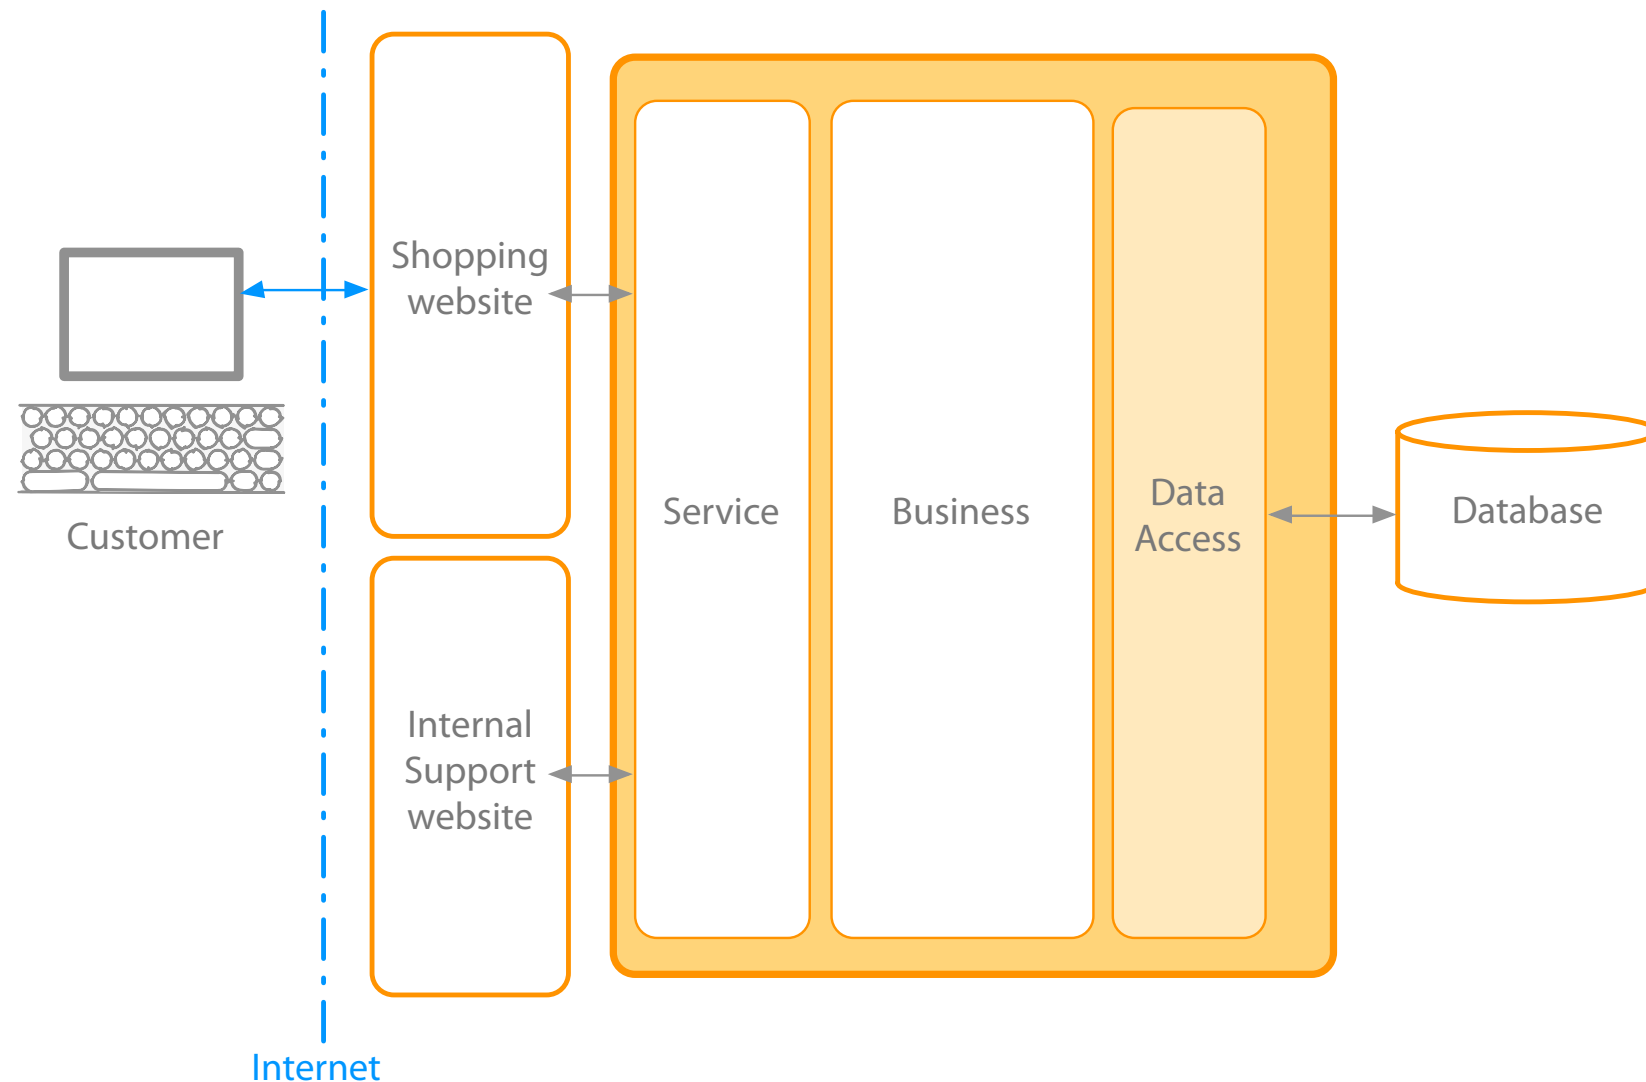 Shopping
website
Customer
Internal
Support
website
Service
Business
Data
Access
Database
Internet